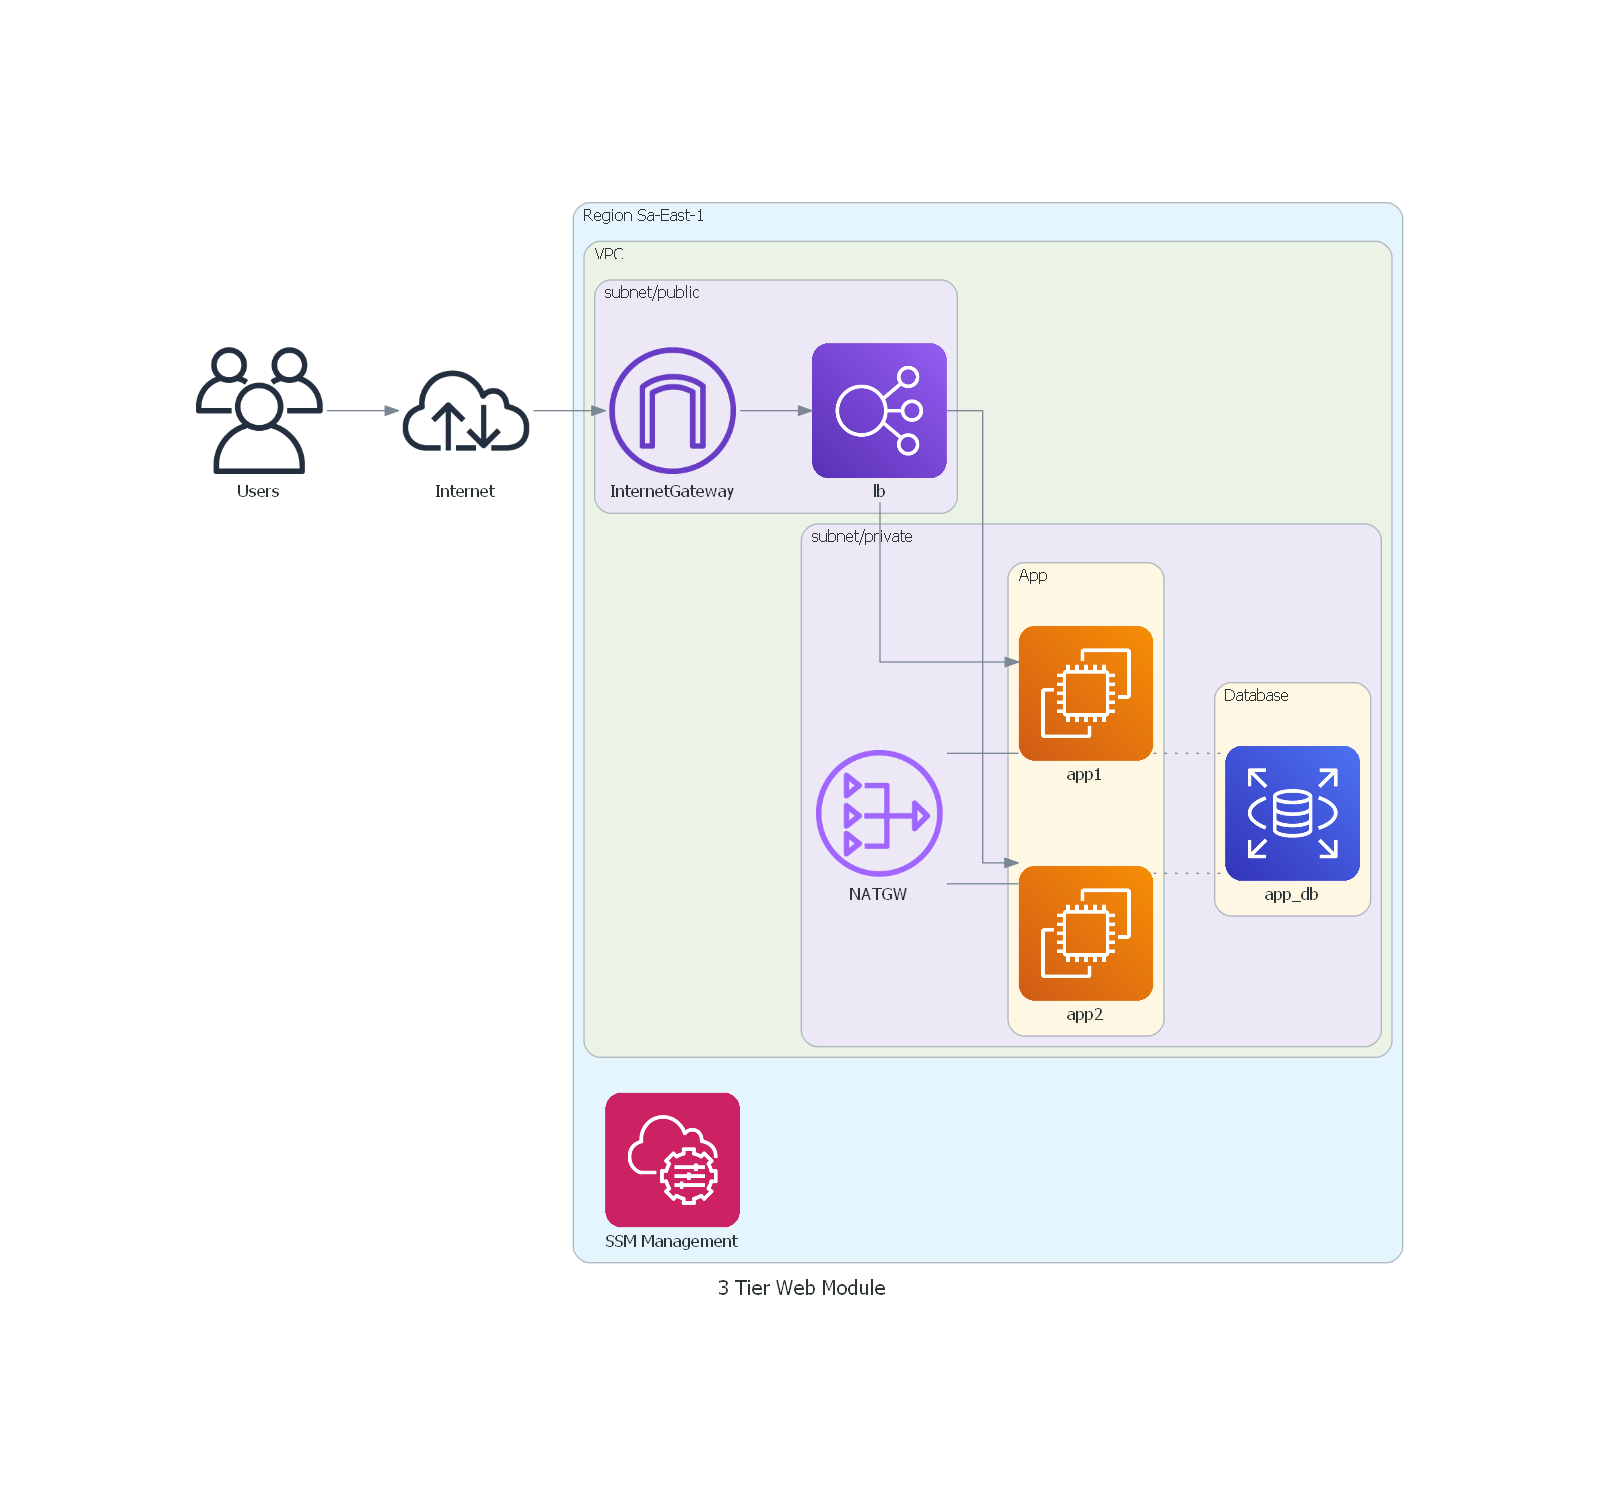 Region Sa-East-1
VPC
subnet/public
Users
Internet
InternetGateway
lb
subnet/private
App
app1
Database
NATGW
app_db
app2
SSM Management
3 Tier Web Module